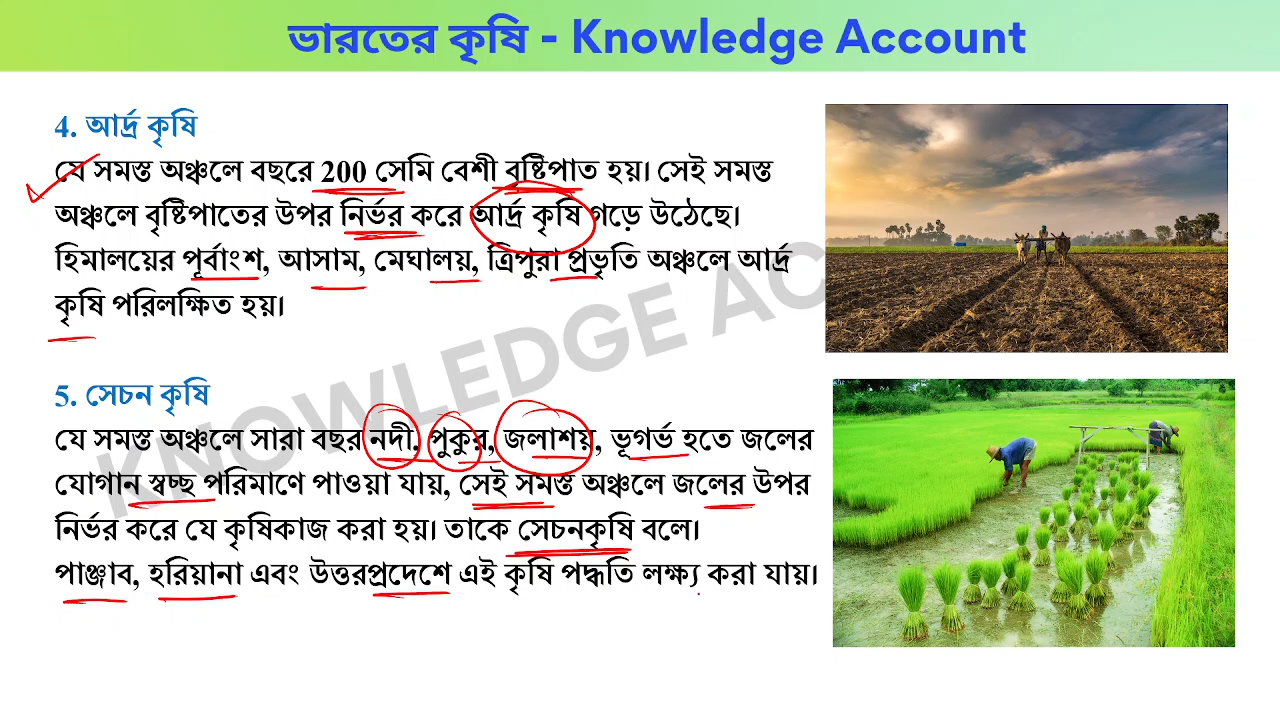 ভারতের কৃষি - Knowledge Account
4. আর্দ্র কৃষি
যে সমস্ত অঞ্চলে বছরে 200 সেমি বেশী বৃষ্টিপাত হয়। সেই সমস্ত
অঞ্চলে বৃষ্টিপাতের উপর নির্ভর করে আর্দ্র কৃষি গড়ে উঠেছে।
হিমালয়ের পূর্বাংশ, আসাম, মেঘালয়, ত্রিপুরা প্রভৃতি অঞ্চলে আর্দ্র
কৃষি পরিলক্ষিত হয়।
5. সেচন কৃষি
যে সমস্ত অঞ্চলে সারা বছর নদী, পুকুর, জলাশয়, ভূগর্ভ হতে জলের
যোগান স্বচ্ছ পরিমাণে পাওয়া যায়, সেই সমস্ত অঞ্চলে জলের উপর
নির্ভর করে যে কৃষিকাজ করা হয়। তাকে সেচনকৃষি বলে।
পাঞ্জাব, হরিয়ানা এবং উত্তরপ্রদেশে এই কৃষি পদ্ধতি লক্ষ্য করা যায়।
KNOWLEDGE AC